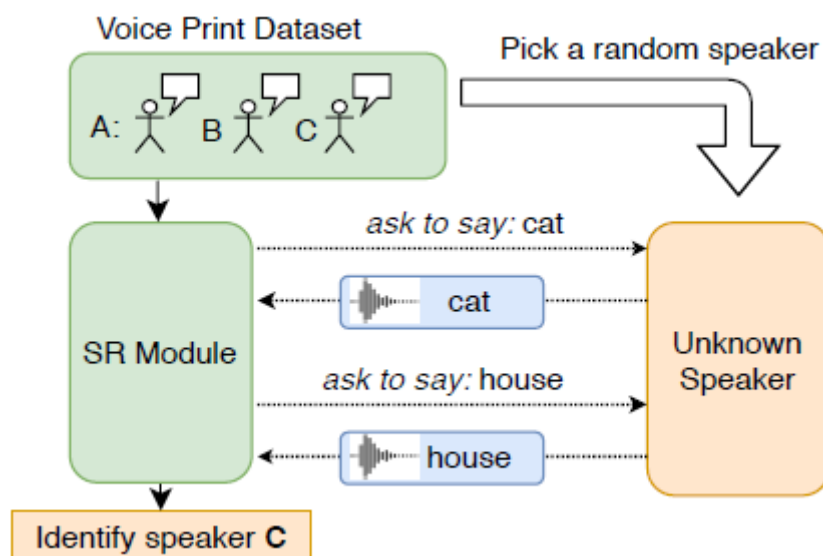 Voice Print Dataset
Pick a random speaker
A: B C
ask to say: cat
cat
SR Module
Unknown
Speaker
ask to say: house
house
Identify speaker C